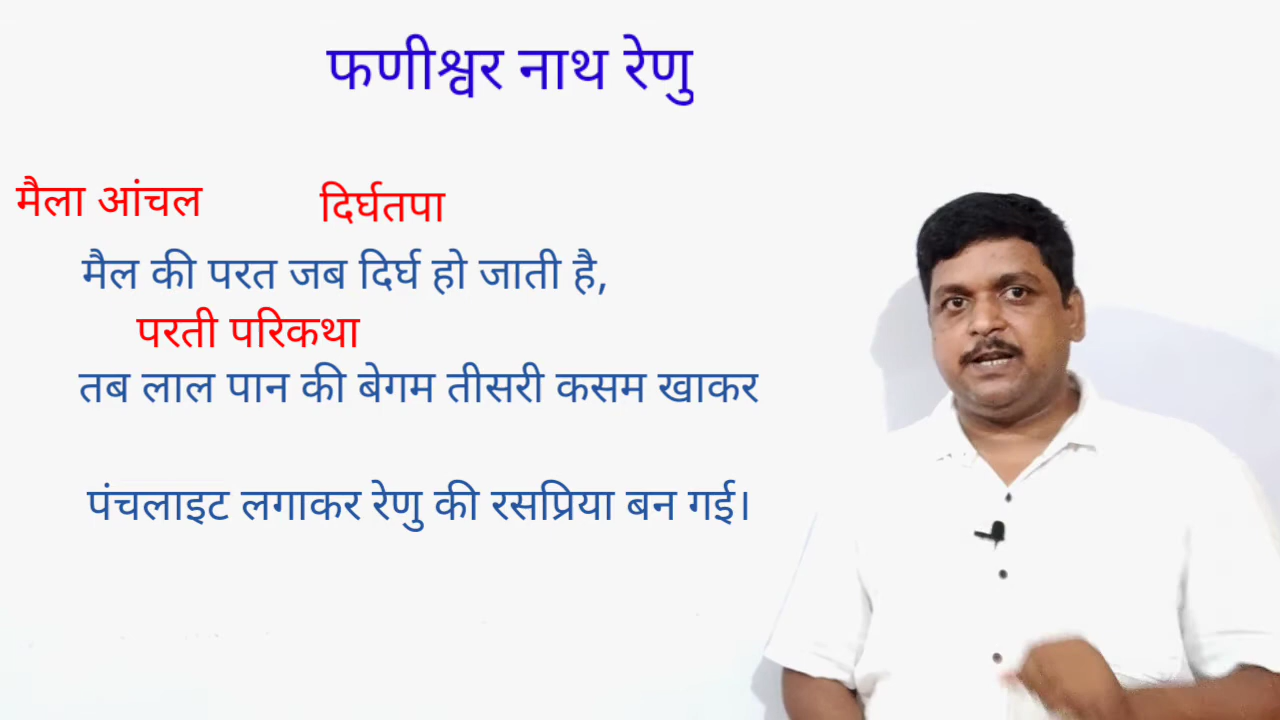 फणीश्वर नाथ रेणु
मैला आंचल दिर्घतपा
मैल की परत जब दिर्घ हो जाती है,
परती परिकथा
तब लाल पान की बेगम तीसरी कसम खाकर
पंचलाइट लगाकर रेणु की रसप्रिया बन गई।